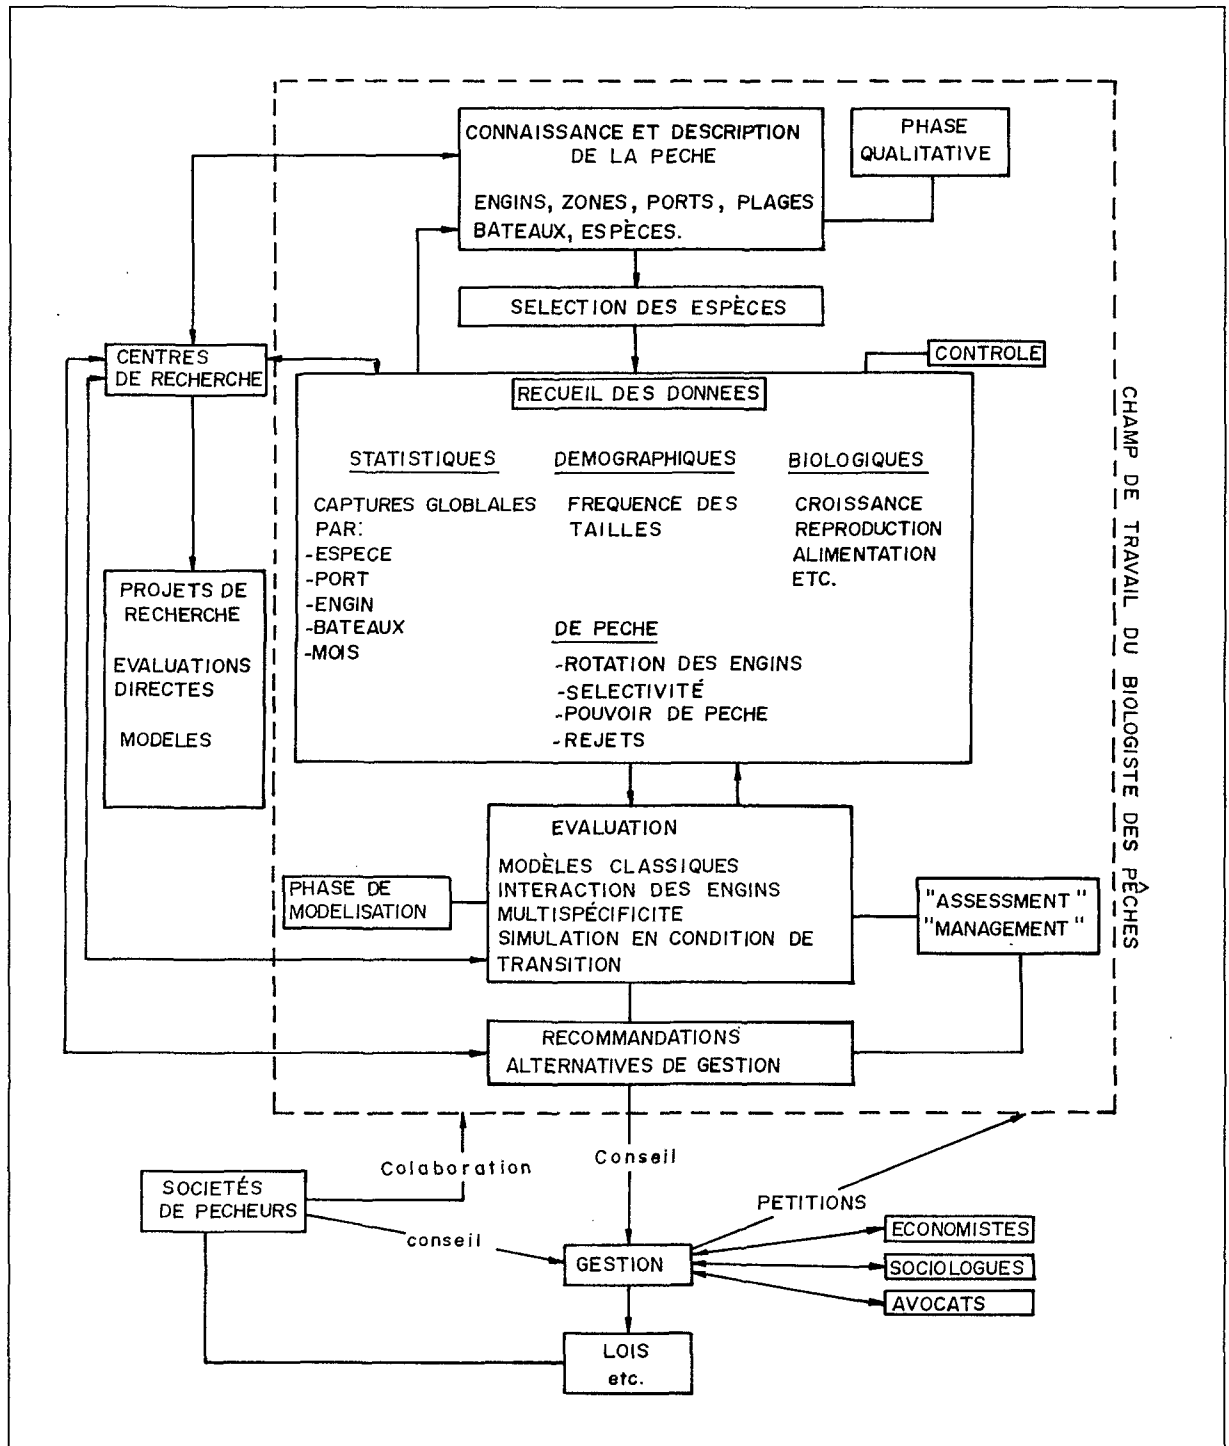 CONNAISSANCE ET DESCRIPTION
DE LA PECHE
ENGINS, ZONES, PORTS, PLAGES
BATEAUX, ESPÈCES.
PHASE
QUALITATIVE
SELECTION DES ESPÈCES
CENTRES
DE RECHERCHE
CONTROLE
RECUEIL DES DONNEES
STATISTIQUES
CAPTURES GLOBLALES
PAR:
-ESPECE
-PORT
-ENGIN
-BATEAUX
-MOIS
DEMOGRAPHIQUES
FREQUENCE DES
TAILLES
BIOLOGIQUES
CROISSANCE
REPRODUCTION
ALIMENTATION
ETC.
DE PECHE
-ROTATION DES ENGINS
-SELECTIVITÉ
-POUVOIR DE PECHE
-REJETS
PROJETS DE
RECHERCHE
EVALUATIONS
DIRECTES
MODELES
CHAMP DE TRAVAIL DU BIOLOGISTE DES PÊCHES
EVALUATION
MODÈLES CLASSIQUES
INTERACTION DES ENGINS
MULTISPÉCIFICITE
SIMULATION EN CONDITION DE
TRANSITION
PHASE DE
MODELISATION
"ASSESSMENT"
"MANAGEMENT"
RECOMMANDATIONS
ALTERNATIVES DE GESTION
Colaboration
Conseil
SOCIETÉS
DE PECHEURS
PETITIONS
conseil
GESTION
ECONOMISTES
SOCIOLOGUES
AVOCATS
LOIS
etc.